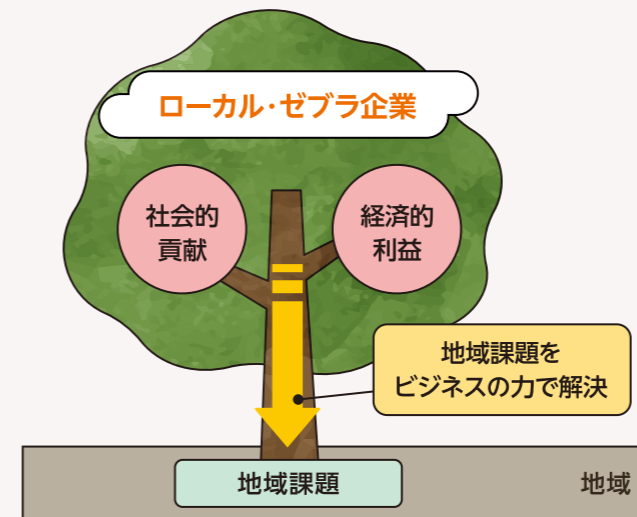 ローカル・ゼブラ企業
社会的
貢献
経済的
利益
地域課題を
ビジネスの力で解決
地域課題
地域